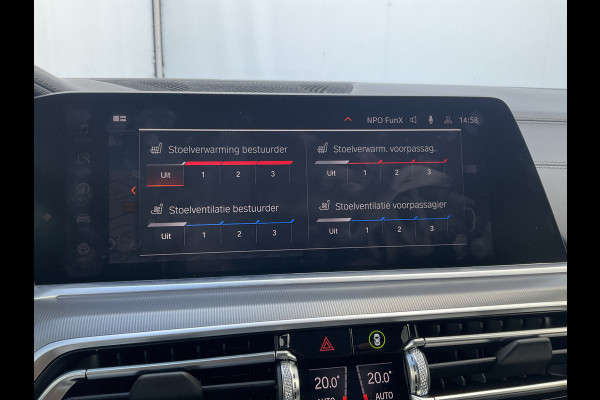 NPO FunX 14:58
Stoelverwarming bestuurder Stoelverwarm. voorpassag.
Uit 1 2 3 Uit 1 2 3
Stoelventilatie bestuurder Stoelventilatie voorpassagier
Uit 1 2 3 Uit 1 2 3
20.0° 20.0°
AUTO AUTO